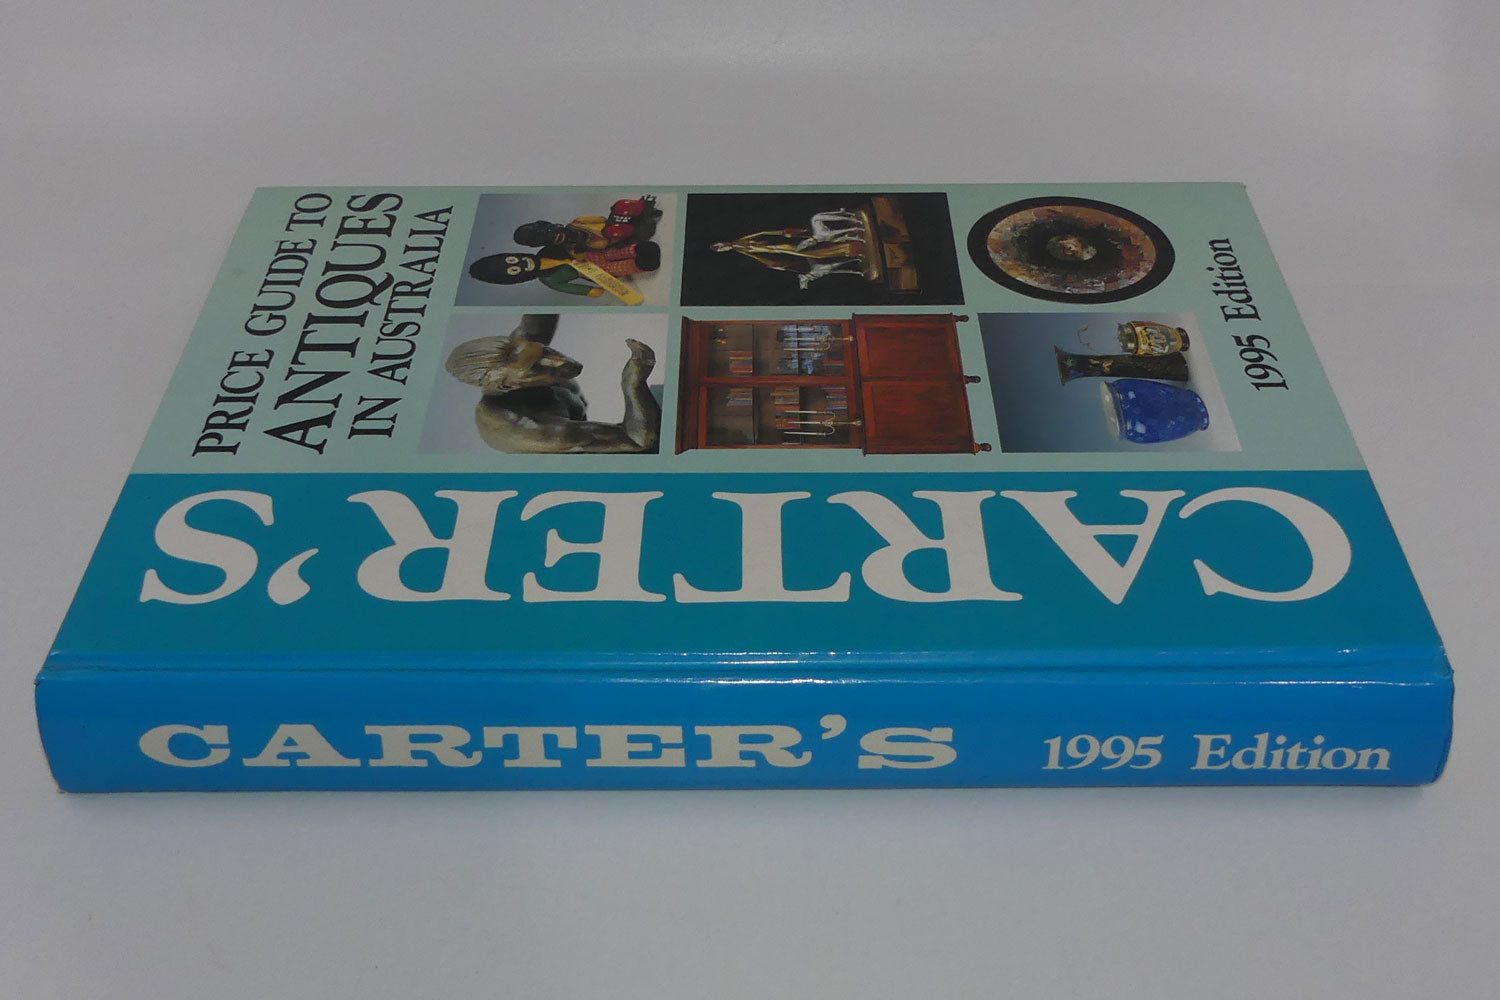 PRICE GUIDE TO
ANTIQUES
IN AUSTRALIA
1995 Edition
CARTER'S
CARTER'S 1995 Edition